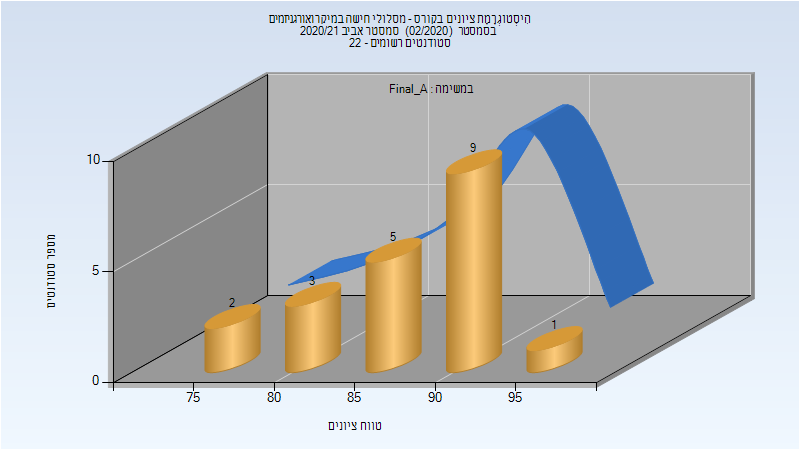 היסטוגרמת ציונים בקורס - מסלולי חישה במיקרואורגניזמים
בסמסטר (02/2020) סמסטר אביב 2020/21
סטודנטים רשומים - 22
במשימה : Final_A
10
5
0
מספר סטודנטים
2
3
5
9
1
75
80
85
90
95
טווח ציונים